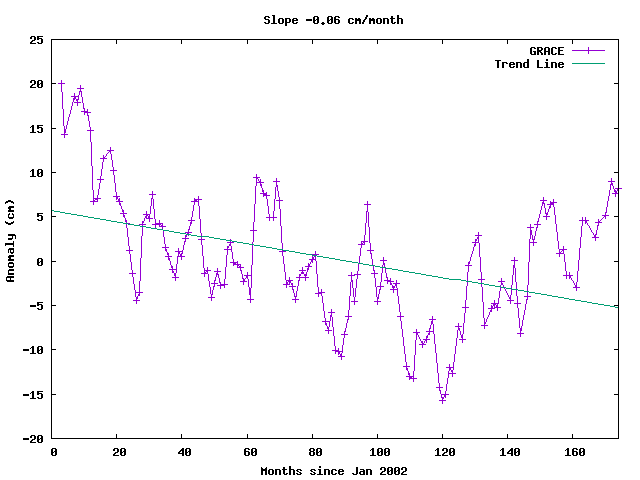 Slope -0.06 cm/month
GRACE
Trend Line
25
20
15
10
5
0
-5
-10
-15
-20
Anomaly (cm)
0 20 40 60 80 100 120 140 160
Months since Jan 2002